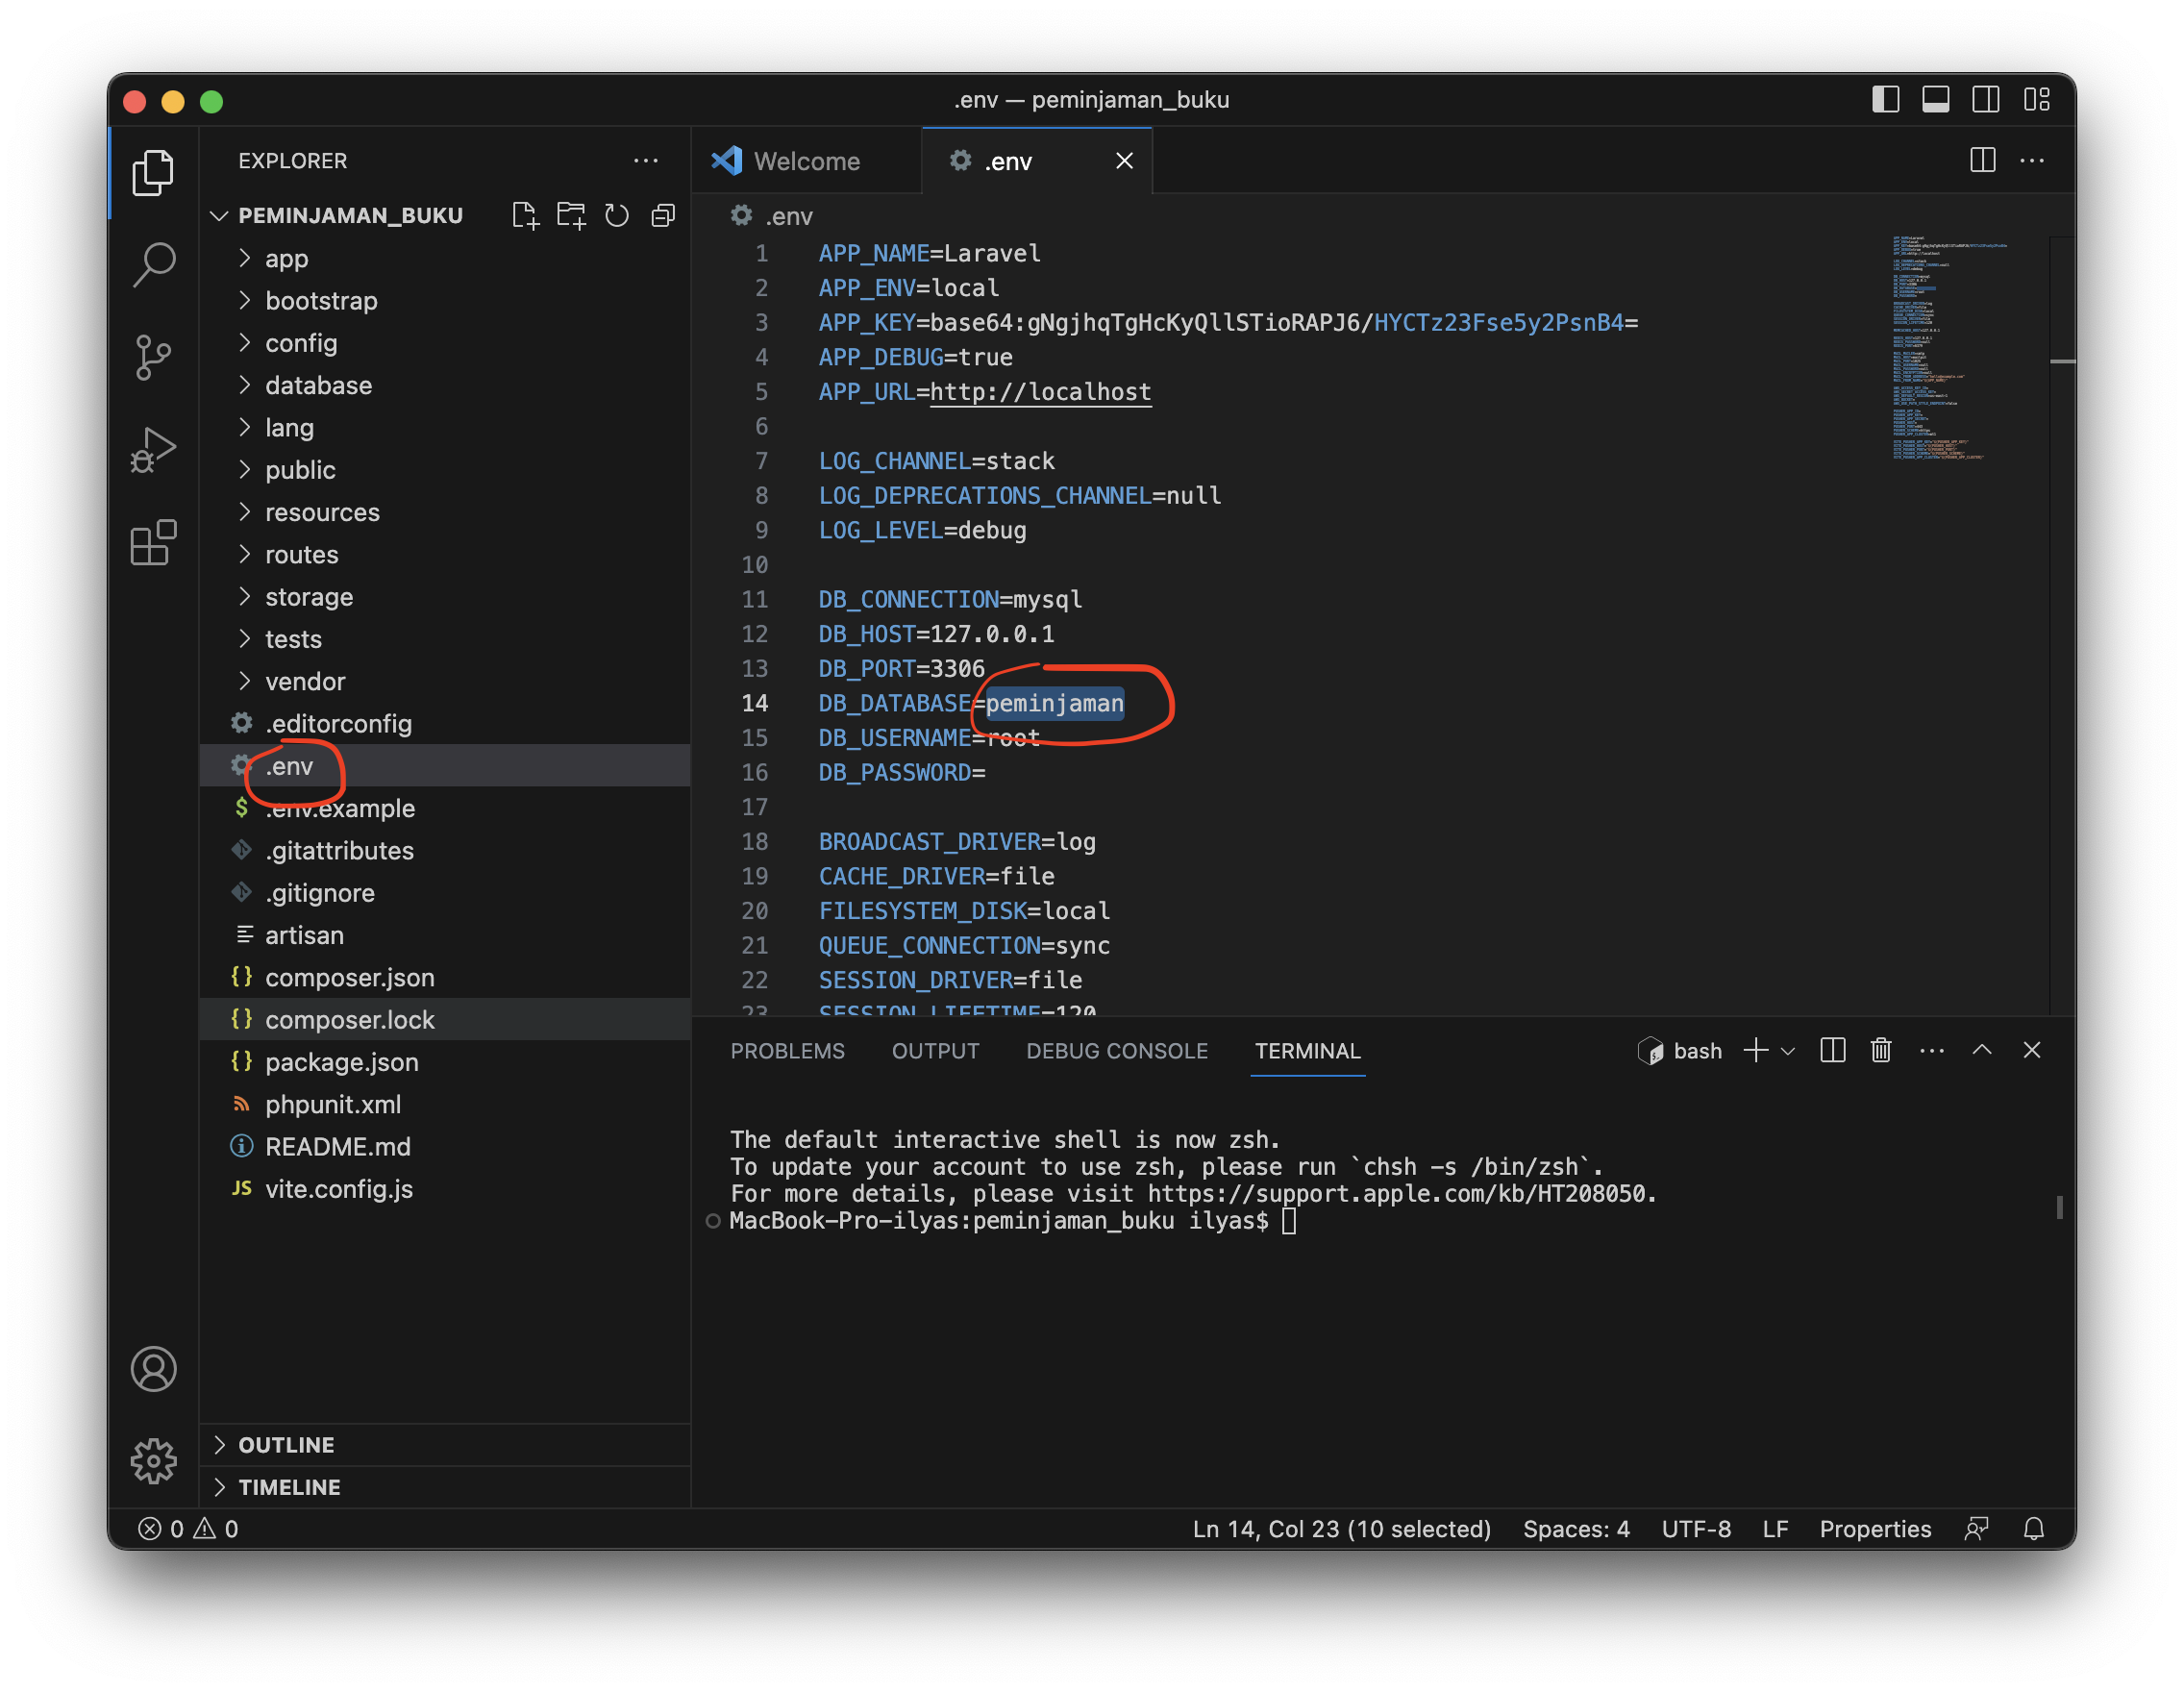 .env — peminjaman_buku
EXPLORER
PEMINJAMAN_BUKU
app
bootstrap
config
database
lang
public
resources
routes
storage
tests
vendor
.editorconfig
.env
.env.example
.gitattributes
.gitignore
artisan
composer.json
composer.lock
package.json
phpunit.xml
README.md
JS vite.config.js
OUTLINE
TIMELINE
Welcome
.env
.env
1 APP_NAME=Laravel
2 APP_ENV=local
3 APP_KEY=base64:gNgjhqTgHcKyQllSTioRAPJ6/HYCTz23Fse5y2PsnB4=
4 APP_DEBUG=true
5 APP_URL=http://localhost
6
7 LOG_CHANNEL=stack
8 LOG_DEPRECATIONS_CHANNEL=null
9 LOG_LEVEL=debug
10
11 DB_CONNECTION=mysql
12 DB_HOST=127.0.0.1
13 DB_PORT=3306
14 DB_DATABASE=peminjaman
15 DB_USERNAME=root
16 DB_PASSWORD=
17
18 BROADCAST_DRIVER=log
19 CACHE_DRIVER=file
20 FILESYSTEM_DISK=local
21 QUEUE_CONNECTION=sync
22 SESSION_DRIVER=file
23 SESSION_LIFETIME=120
PROBLEMS OUTPUT DEBUG CONSOLE TERMINAL bash
The default interactive shell is now zsh.
To update your account to use zsh, please run `chsh -s /bin/zsh`.
For more details, please visit https://support.apple.com/kb/HT208050.
MacBook-Pro-ilyas:peminjaman_buku ilyas$
0 0 Ln 14, Col 23 (10 selected) Spaces: 4 UTF-8 LF Properties